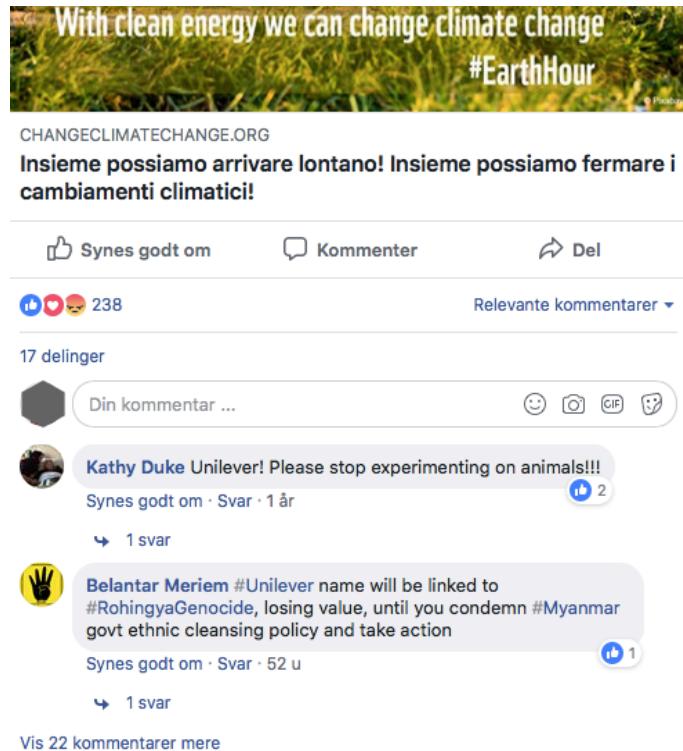 With clean energy we can change climate change
#EarthHour
© Pixabay
CHANGECLIMATECHANGE.ORG
Insieme possiamo arrivare lontano! Insieme possiamo fermare i
cambiamenti climatici!
Synes godt om Kommenter Del
238 Relevante kommentarer
17 delinger
Din kommentar ... GIF
Kathy Duke Unilever! Please stop experimenting on animals!!!
2
Synes godt om · Svar · 1 år
1 svar
Belantar Meriem #Unilever name will be linked to
#RohingyaGenocide, losing value, until you condemn #Myanmar
govt ethnic cleansing policy and take action
1
Synes godt om · Svar · 52 u
1 svar
Vis 22 kommentarer mere